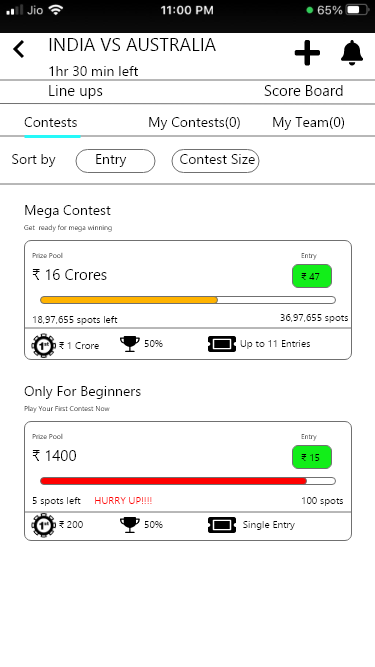 Jio 11:00 PM 65%
INDIA VS AUSTRALIA
1hr 30 min left
Line ups Score Board
Contests My Contests(0) My Team(0)
Sort by Entry Contest Size
Mega Contest
Get ready for mega winning
Prize Pool Entry
₹ 16 Crores ₹ 47
18,97,655 spots left 36,97,655 spots
1st ₹ 1 Crore 50% Up to 11 Entries
Only For Beginners
Play Your First Contest Now
Prize Pool Entry
₹ 1400 ₹ 15
5 spots left HURRY UP!!!! 100 spots
1st ₹ 200 50% Single Entry